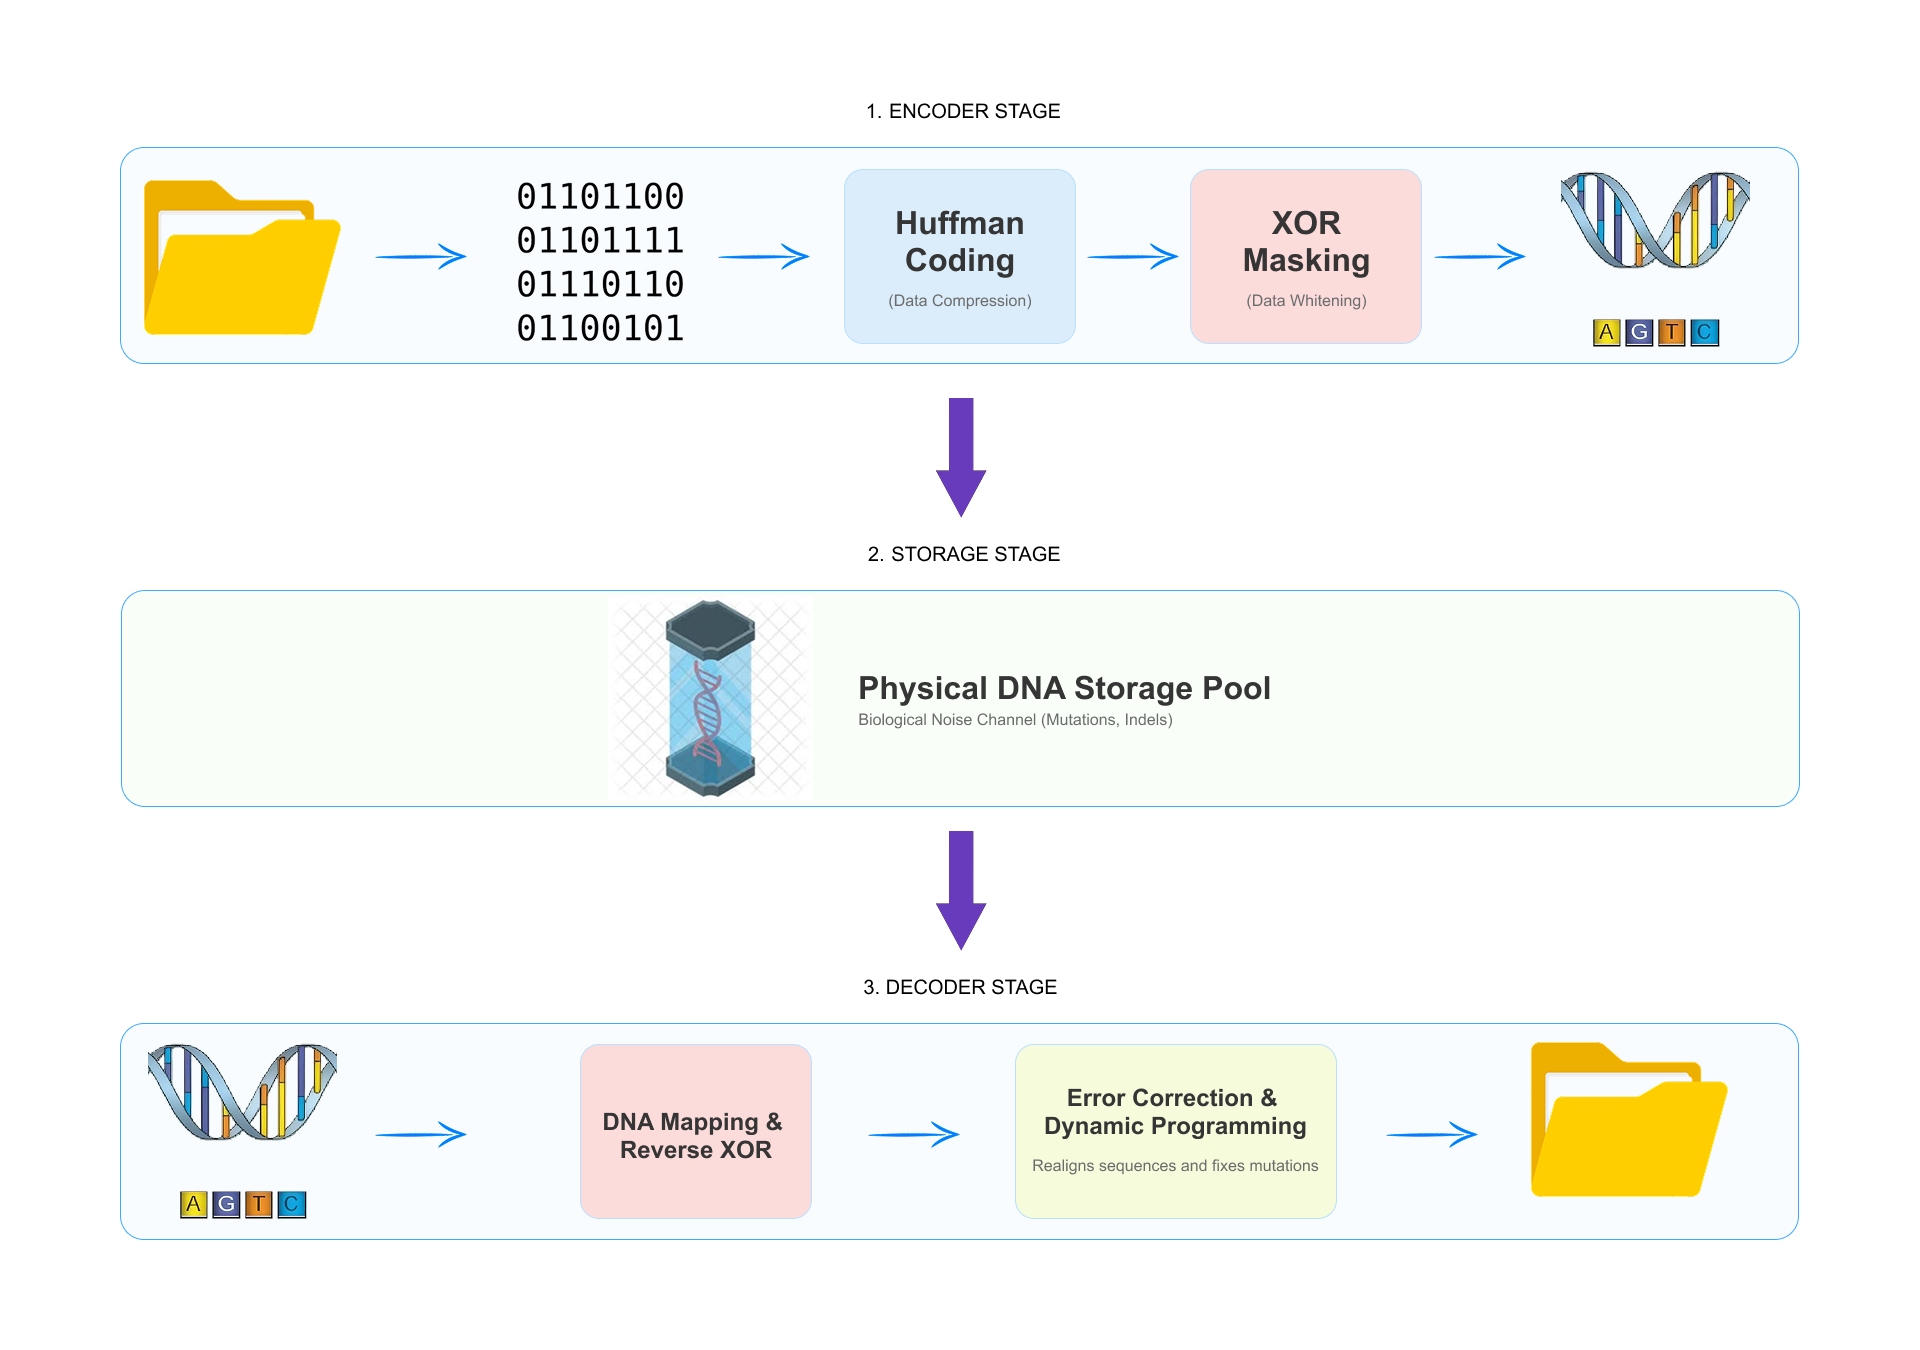 1. ENCODER STAGE
01101100
01101111
01110110
01100101
Huffman
Coding
(Data Compression)
XOR
Masking
(Data Whitening)
A G T C
2. STORAGE STAGE
Physical DNA Storage Pool
Biological Noise Channel (Mutations, Indels)
3. DECODER STAGE
A G T C
DNA Mapping &
Reverse XOR
Error Correction &
Dynamic Programming
Realigns sequences and fixes mutations